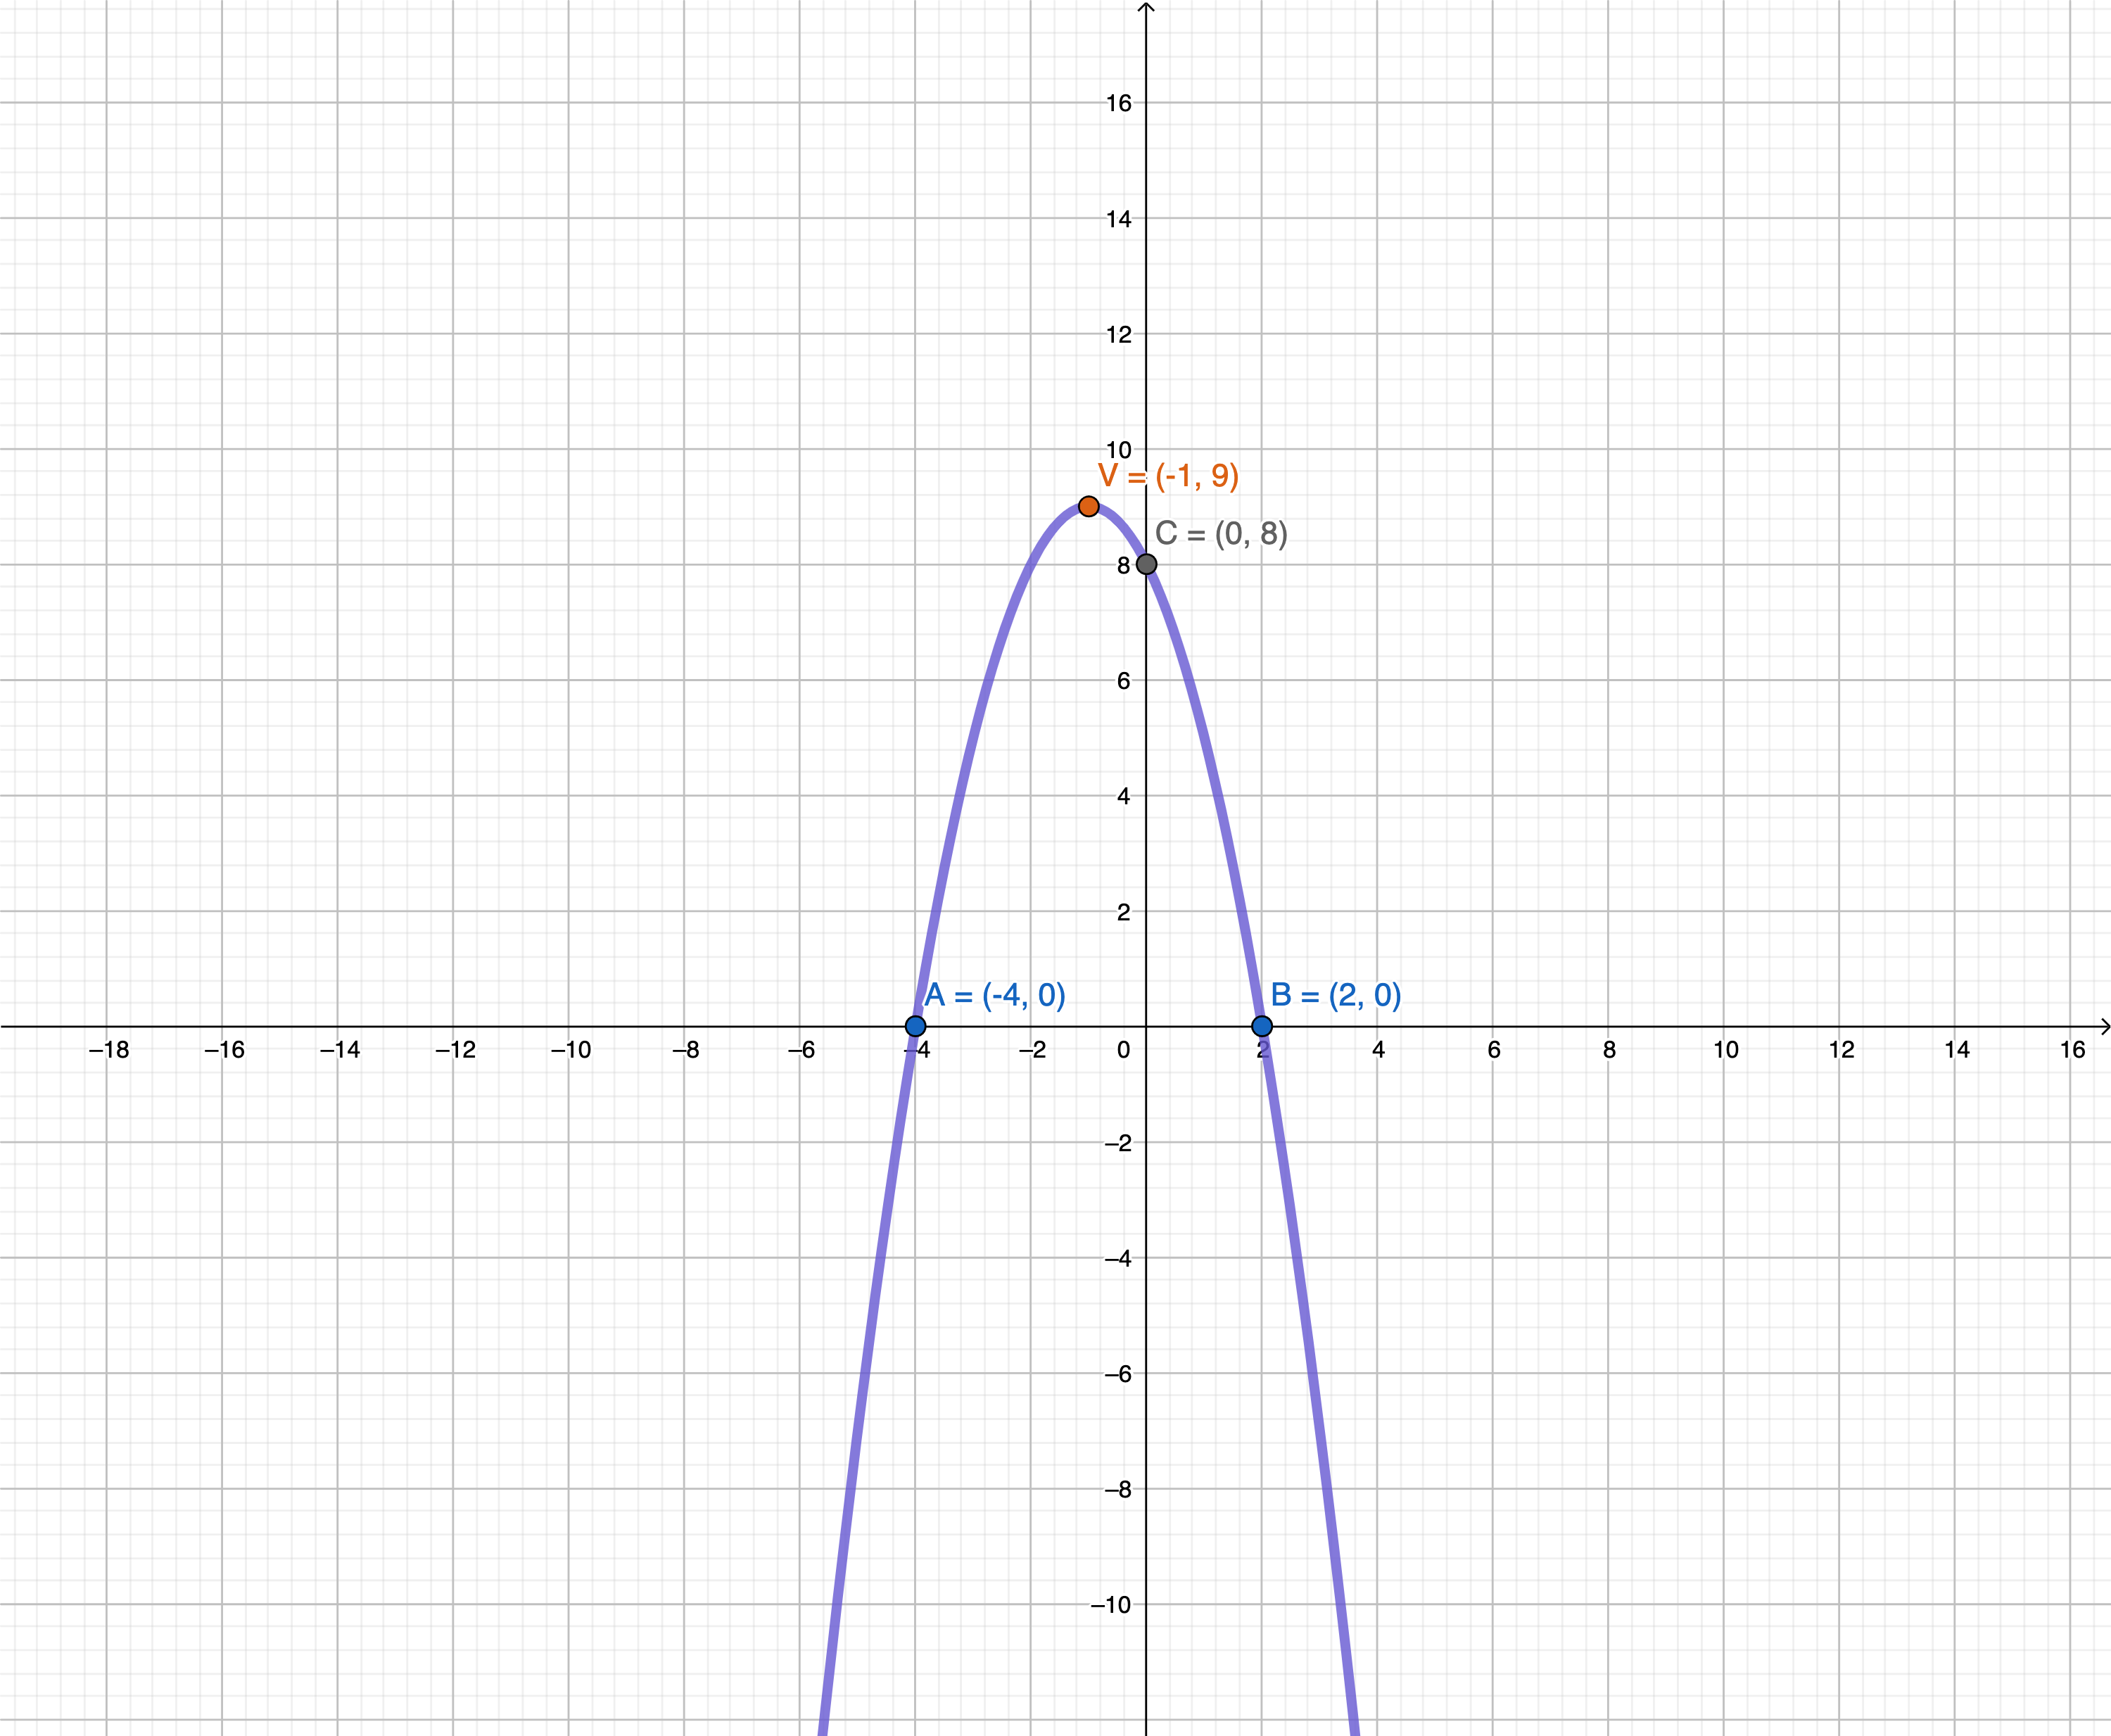 16
14
12
10
V = (-1, 9)
C = (0, 8)
8
6
4
2
A = (-4, 0)
B = (2, 0)
–18 –16 –14 –12 –10 –8 –6 –4 –2 0 2 4 6 8 10 12 14 16
–2
–4
–6
–8
–10